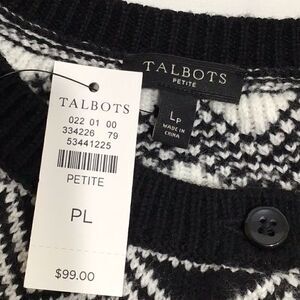 TALBOTS
PETITE
LP
MADE IN
CHINA
TALBOTS
022 01 00
334226 79
53441225
PETITE
PL
$99.00